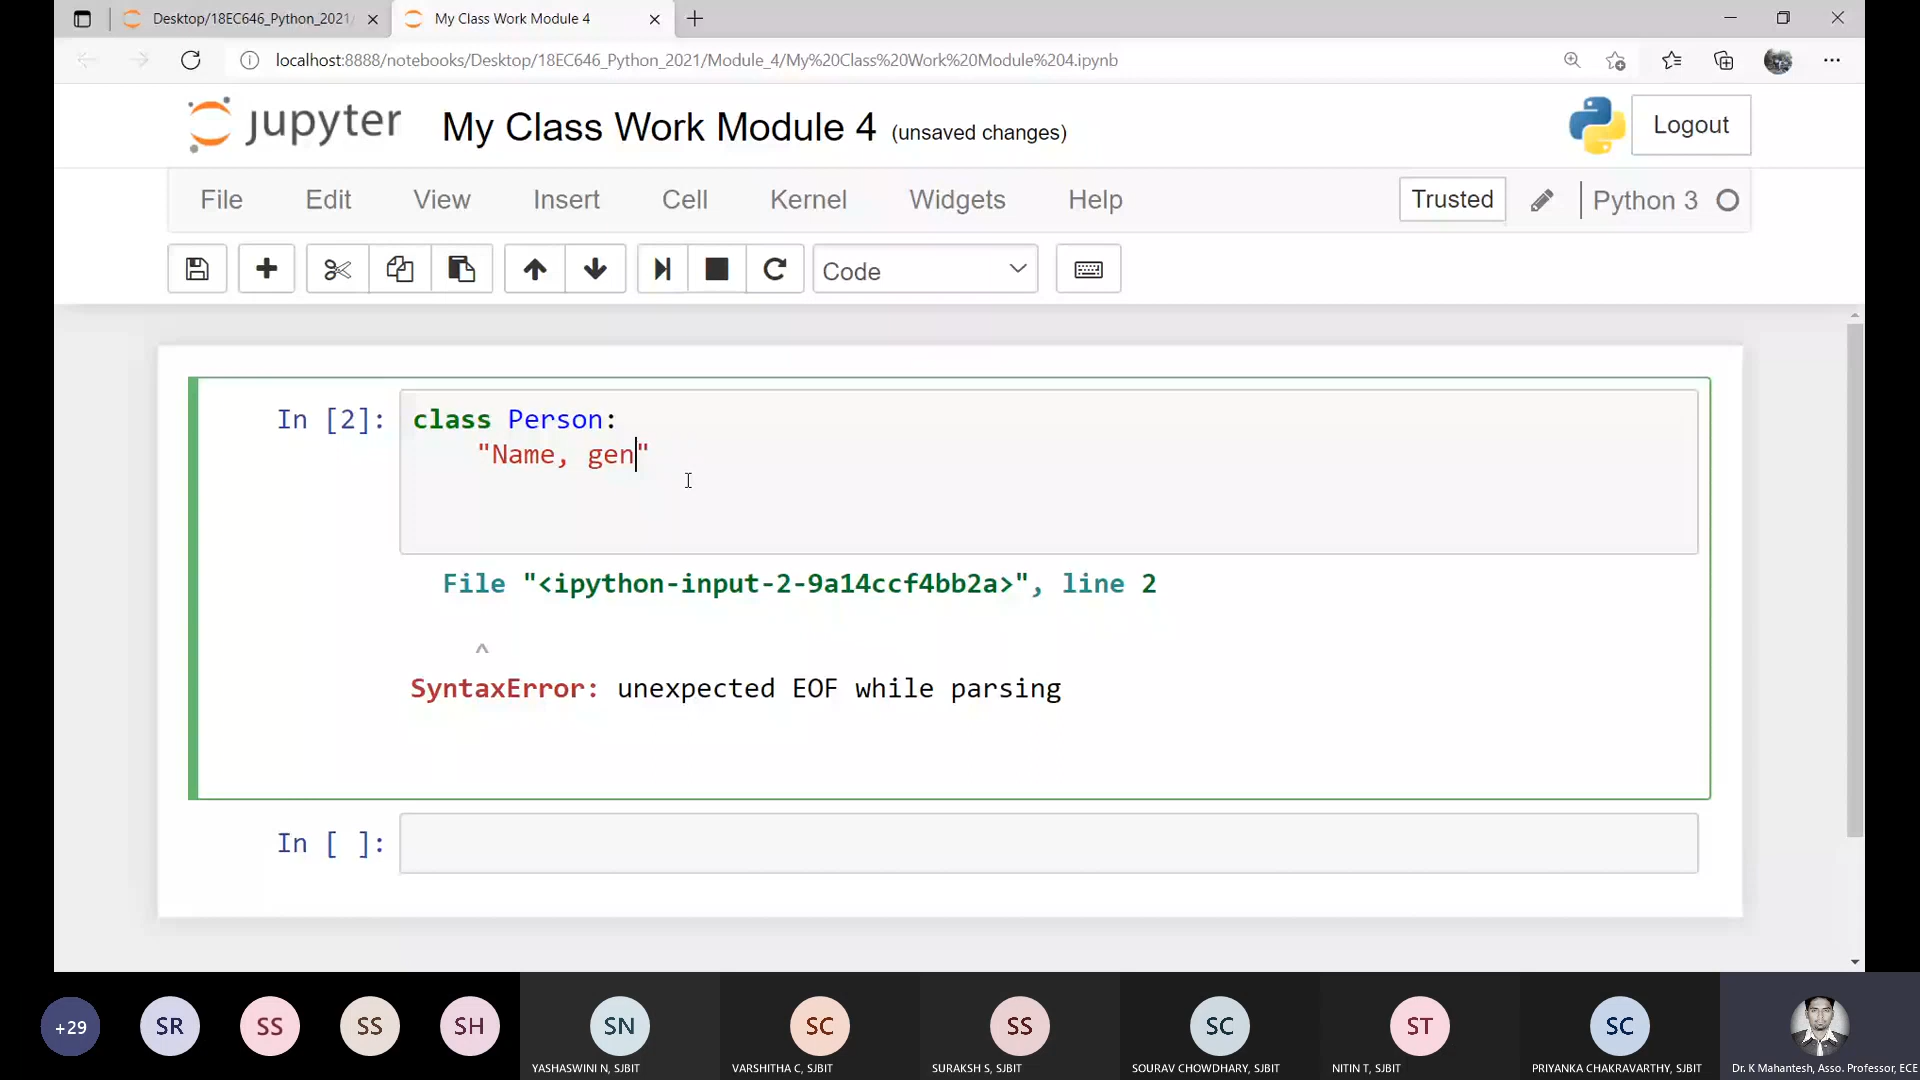 Desktop/18EC646_Python_2021/
My Class Work Module 4
localhost:8888/notebooks/Desktop/18EC646_Python_2021/Module_4/My%20Class%20Work%20Module%204.ipynb
jupyter My Class Work Module 4 (unsaved changes)
Logout
File Edit View Insert Cell Kernel Widgets Help
Trusted
Python 3
Code
In [2]: class Person:
"Name, gen"
File "<ipython-input-2-9a14ccf4bb2a>", line 2
^
SyntaxError: unexpected EOF while parsing
In [ ]:
+29 SR SS SS SH SN SC SS SC ST SC
YASHASWINI N, SJBIT
VARSHITHA C, SJBIT
SURAKSH S, SJBIT
SOURAV CHOWDHARY, SJBIT
NITIN T, SJBIT
PRIYANKA CHAKRAVARTHY, SJBIT
Dr. K Mahantesh, Asso. Professor, ECE